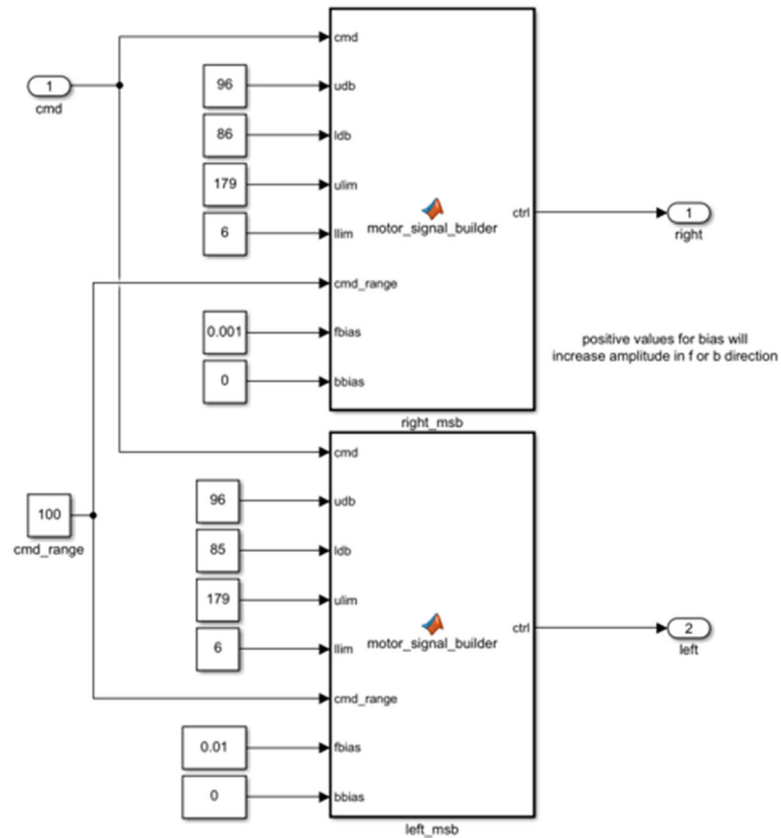 1
cmd
96
86
179
6
0.001
0
cmd
udb
ldb
ulim
llim
cmd_range
fbias
bbias
motor_signal_builder
ctrl
right_msb
1
right
positive values for bias will
increase amplitude in f or b direction
100
cmd_range
96
85
179
6
0.01
0
cmd
udb
ldb
ulim
llim
cmd_range
fbias
bbias
motor_signal_builder
ctrl
left_msb
2
left